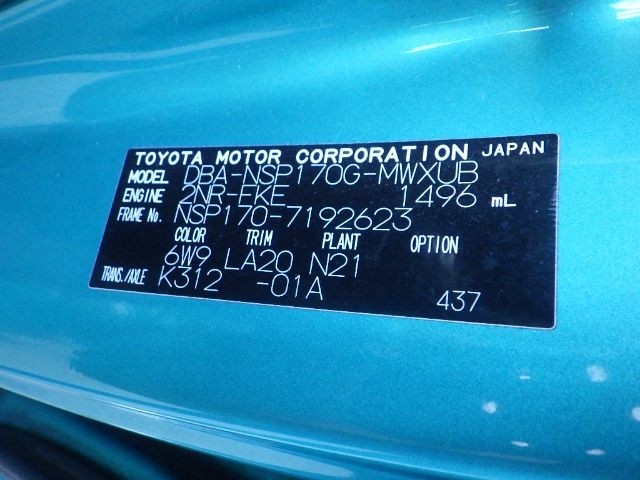 TOYOTA MOTOR CORPORATION JAPAN
MODEL DBA-NSP170G-MWXUB
ENGINE 2NR-EKE 1496 mL
FRAME No. NSP170-7192623
COLOR TRIM PLANT OPTION
6W9 LA20 N21
TRANS./AXLE K312 -01A
437